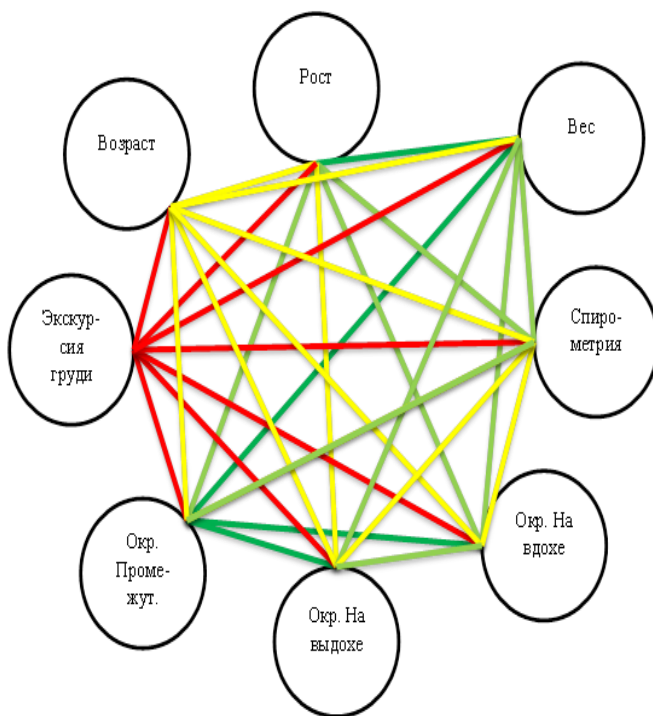 Рост
Вес
Возраст
Экскур-
сия
груди
Спиро-
метрия
Окр. На
вдохе
Окр.
Проме-
жут.
Окр. На
выдохе